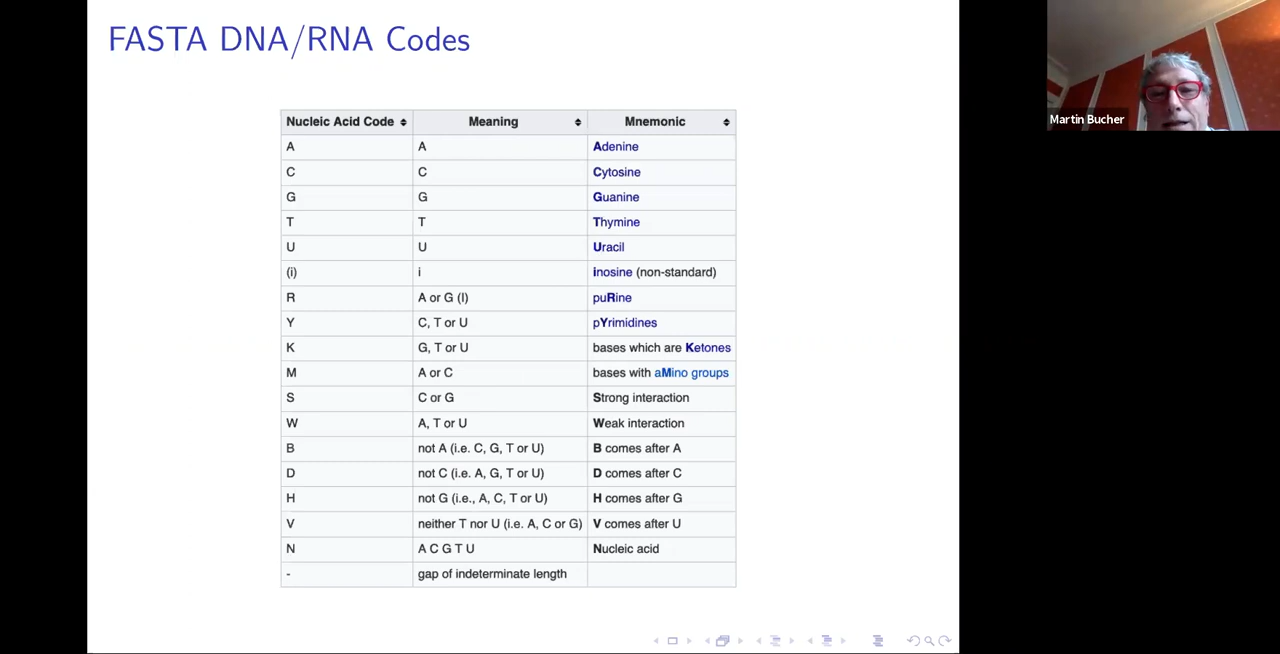 FASTA DNA/RNA Codes
Martin Bucher
Nucleic Acid Code Meaning Mnemonic
A A Adenine
C C Cytosine
G G Guanine
T T Thymine
U U Uracil
(i) i inosine (non-standard)
R A or G (I) puRine
Y C, T or U pYrimidines
K G, T or U bases which are Ketones
M A or C bases with aMino groups
S C or G Strong interaction
W A, T or U Weak interaction
B not A (i.e. C, G, T or U) B comes after A
D not C (i.e. A, G, T or U) D comes after C
H not G (i.e., A, C, T or U) H comes after G
V neither T nor U (i.e. A, C or G) V comes after U
N A C G T U Nucleic acid
- gap of indeterminate length